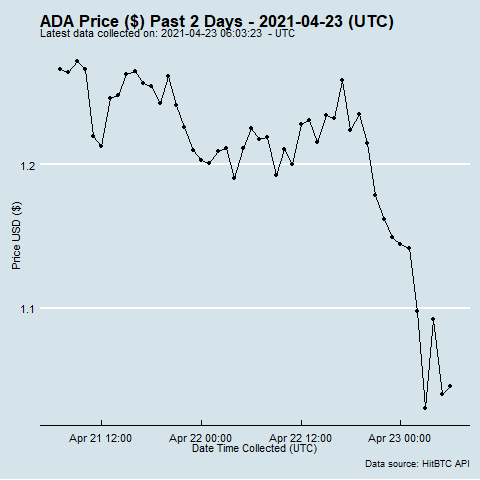 ADA Price ($) Past 2 Days - 2021-04-23 (UTC)
Latest data collected on: 2021-04-23 06:03:23 - UTC
1.2
Price USD ($)
1.1
Apr 21 12:00 Apr 22 00:00 Apr 22 12:00 Apr 23 00:00
Date Time Collected (UTC)
Data source: HitBTC API